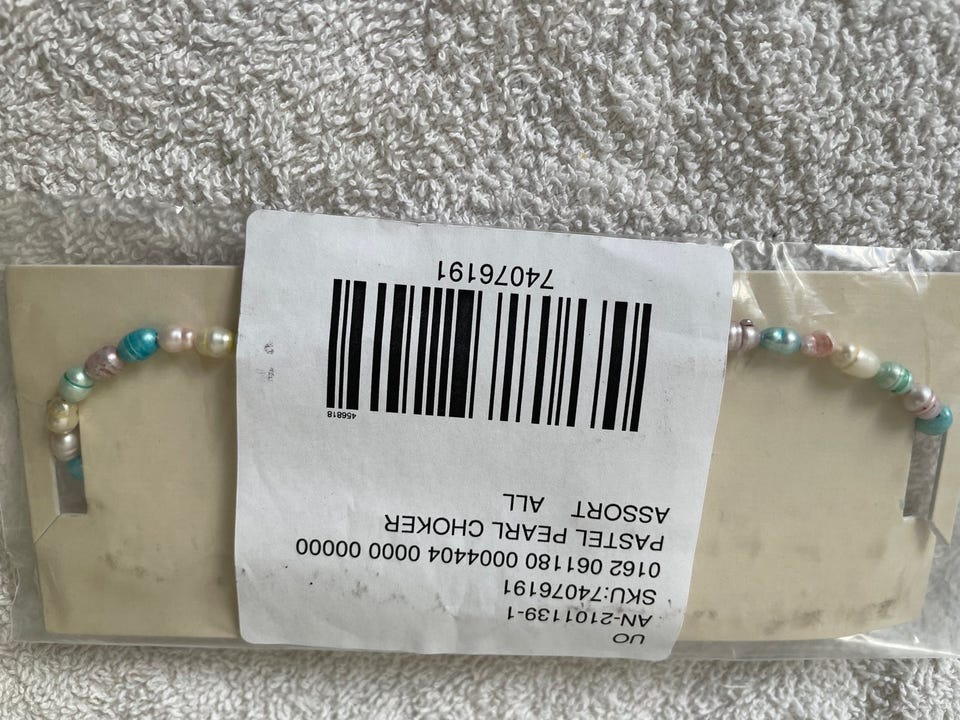 UO
AN-2101139-1
SKU:74076191
0162 061180 0004404 0000 00000
PASTEL PEARL CHOKER
ASSORT ALL
456818
74076191